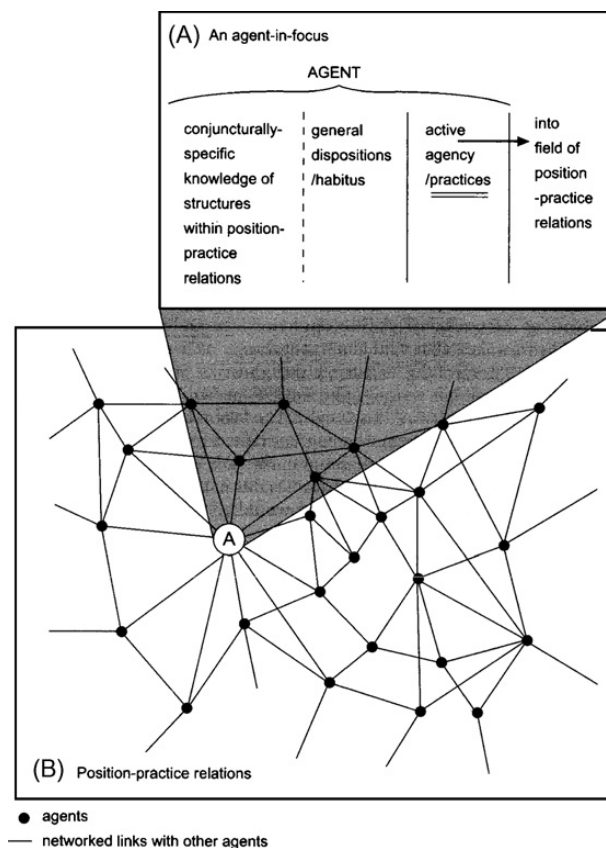 (A) An agent-in-focus
AGENT
conjuncturally-
specific
knowledge of
structures
within position-
practice
relations
general
dispositions
/habitus
active
agency
/practices
into
field of
position
-practice
relations
A
(B) Position-practice relations
agents
networked links with other agents